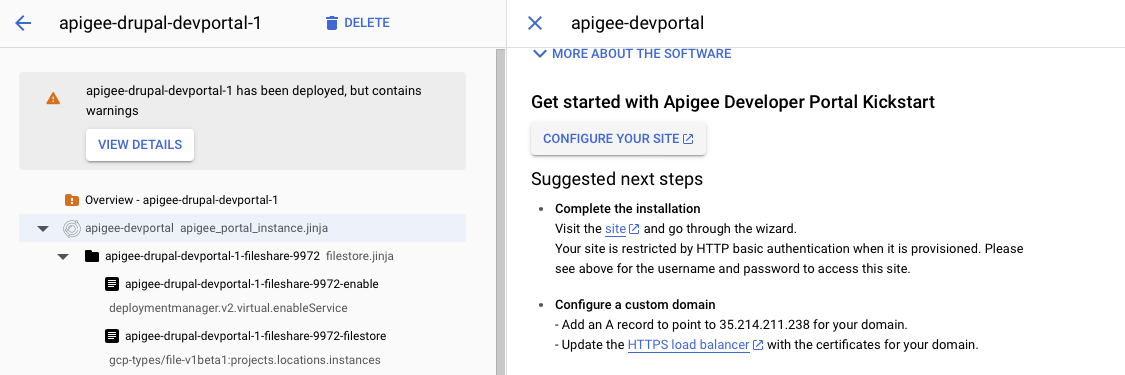 apigee-drupal-devportal-1
DELETE
apigee-drupal-devportal-1 has been deployed, but contains
warnings
VIEW DETAILS
Overview - apigee-drupal-devportal-1
apigee-devportal apigee_portal_instance.jinja
apigee-drupal-devportal-1-fileshare-9972 filestore.jinja
apigee-drupal-devportal-1-fileshare-9972-enable
deploymentmanager.v2.virtual.enableService
apigee-drupal-devportal-1-fileshare-9972-filestore
gcp-types/file-v1beta1:projects.locations.instances
apigee-devportal
MORE ABOUT THE SOFTWARE
Get started with Apigee Developer Portal Kickstart
CONFIGURE YOUR SITE
Suggested next steps
• Complete the installation
Visit the site and go through the wizard.
Your site is restricted by HTTP basic authentication when it is provisioned. Please
see above for the username and password to access this site.
• Configure a custom domain
- Add an A record to point to 35.214.211.238 for your domain.
- Update the HTTPS load balancer with the certificates for your domain.